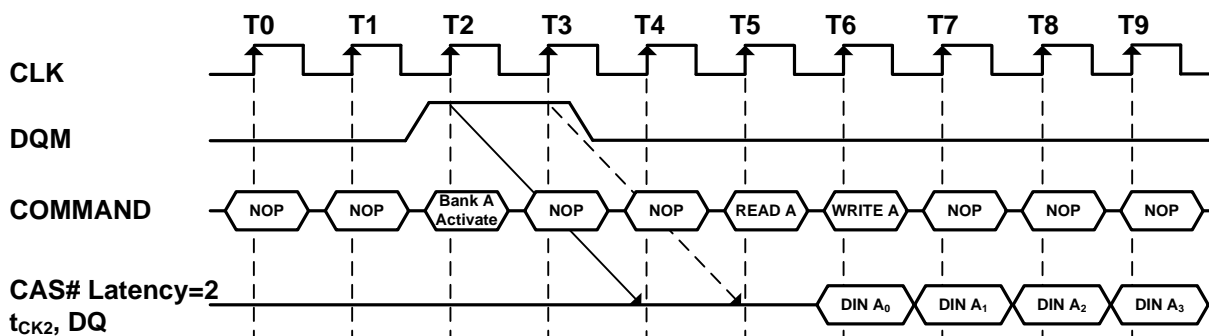 T0 T1 T2 T3 T4 T5 T6 T7 T8 T9
CLK
DQM
COMMAND NOP NOP Bank A Activate NOP NOP READ A WRITE A NOP NOP NOP
CAS# Latency=2
tCK2, DQ DIN A0 DIN A1 DIN A2 DIN A3